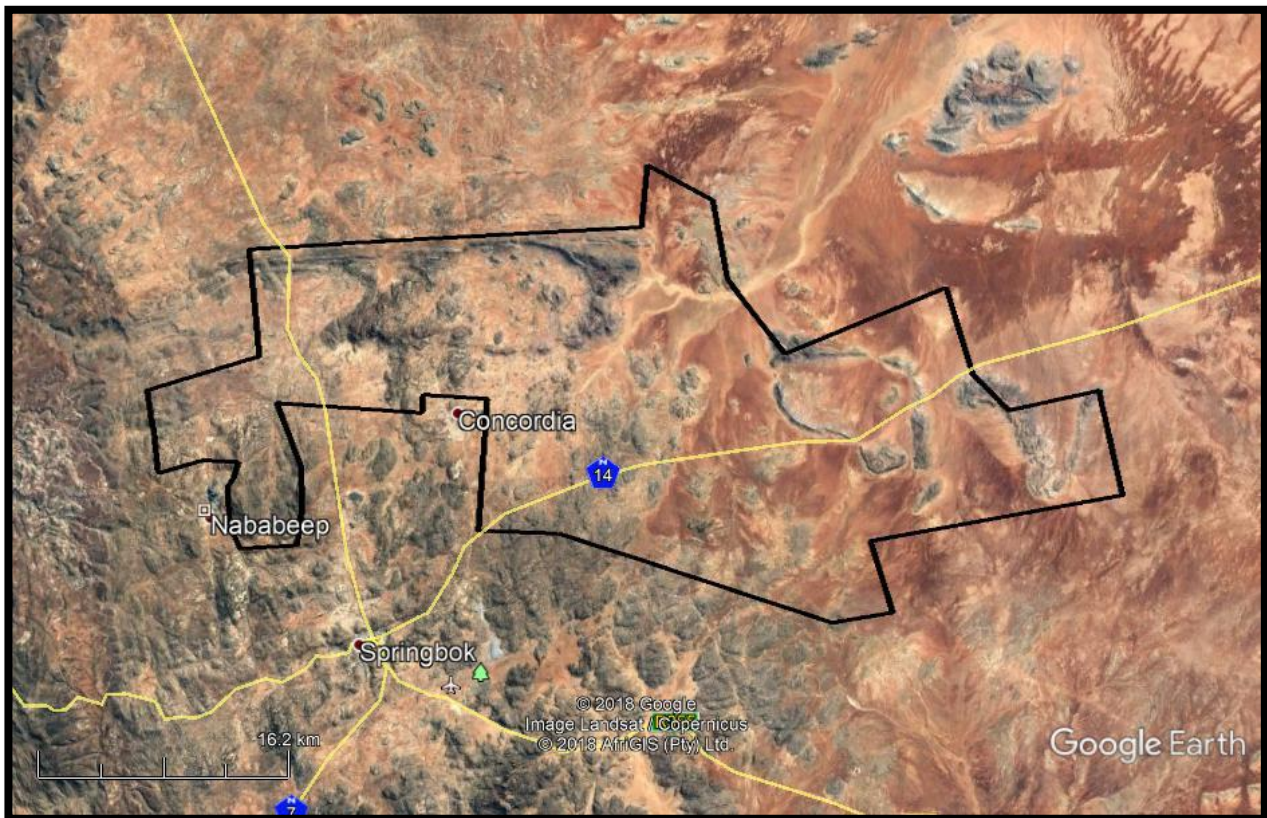 Concordia
N
14
Nababeep
Springbok
© 2018 Google
Image Landsat / Copernicus
© 2018 AfriGIS (Pty) Ltd.
16.2 km
Google Earth
N
7